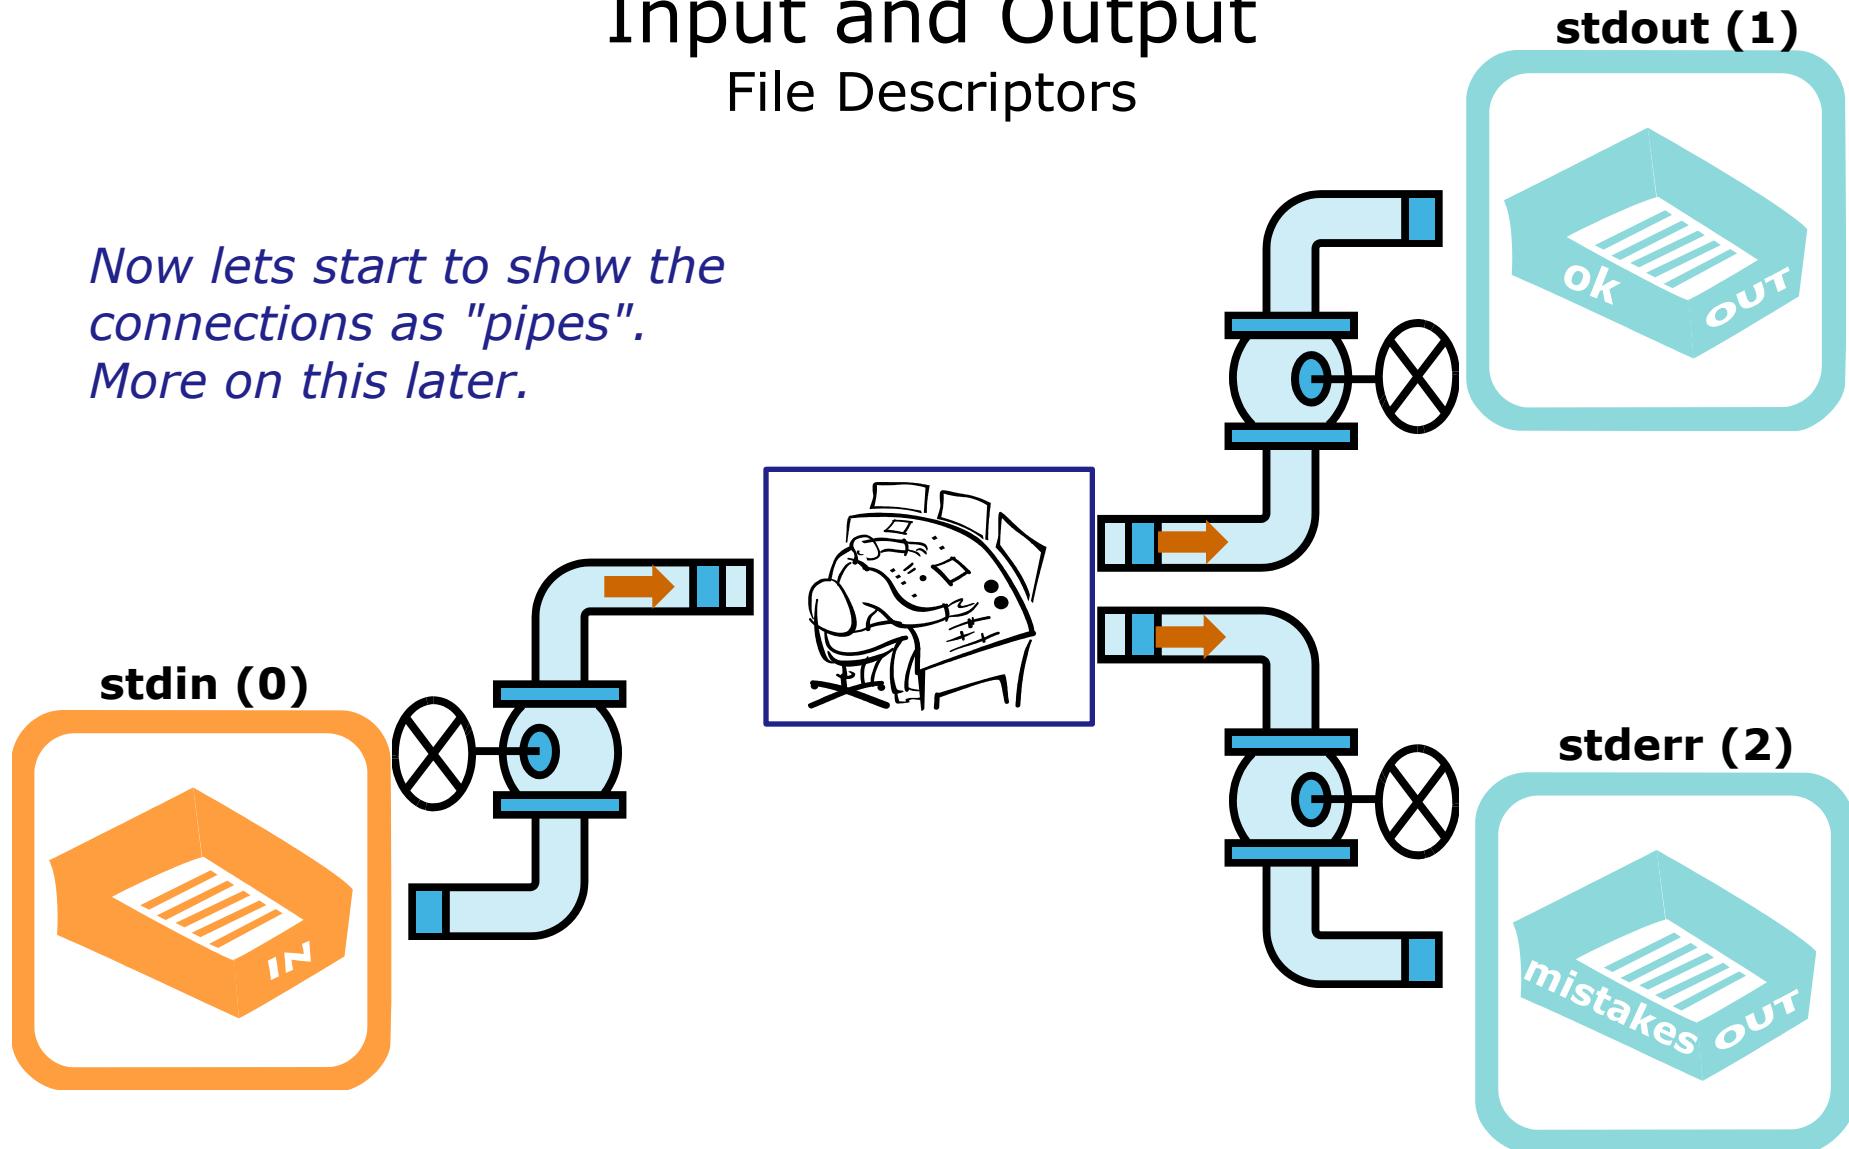 Input and Output
File Descriptors
stdout (1)
ok
OUT
Now lets start to show the
connections as "pipes".
More on this later.
stdin (0)
IN
stderr (2)
mistakes
OUT